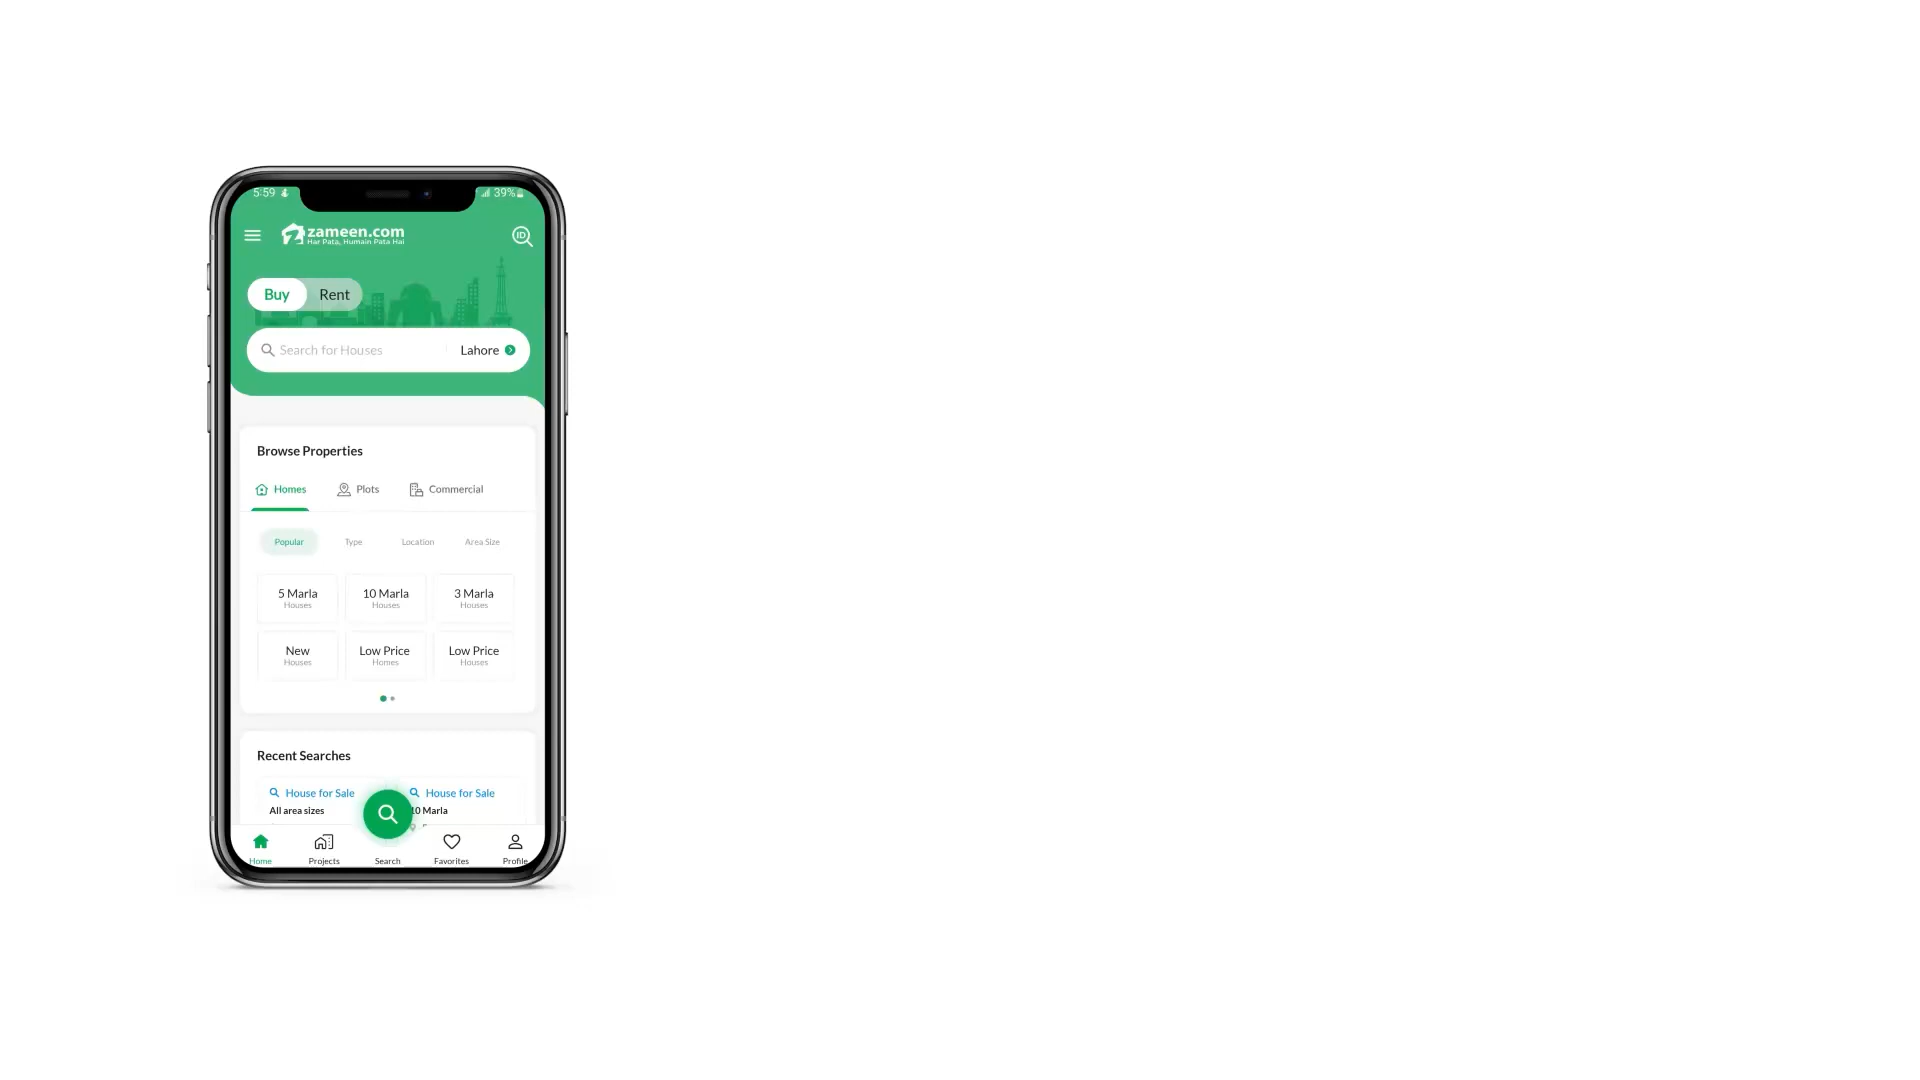 5:59
39%
zameen.com
Har Pata, Humain Pata Hai
ID
Buy Rent
Search for Houses Lahore
Browse Properties
Homes Plots Commercial
Popular Type Location Area Size
5 Marla 10 Marla 3 Marla
Houses Houses Houses
New Low Price Low Price
Houses Homes Houses
Recent Searches
House for Sale House for Sale
All area sizes 10 Marla
Home Projects Search Favorites Profile